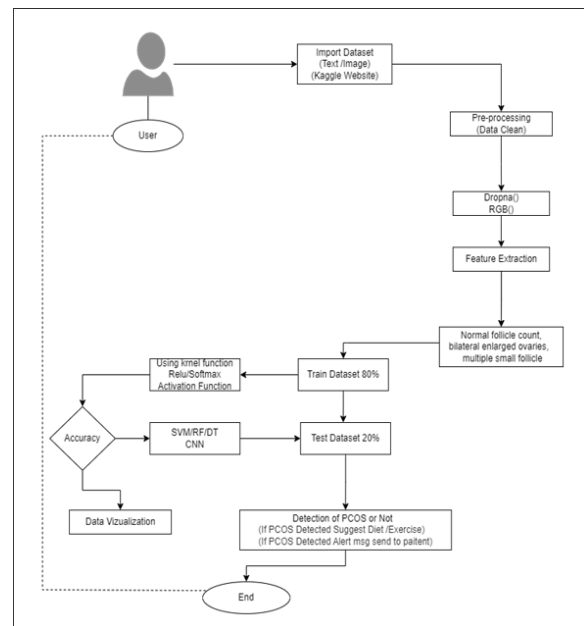 Import Dataset
(Text /Image)
(Kaggle Website)
User
Pre-processing
(Data Clean)
Dropna()
RGB()
Feature Extraction
Normal follicle count,
bilateral enlarged ovaries,
multiple small follicle
Using krnel function
Relu/Softmax
Activation Function
Train Dataset 80%
Accuracy
SVM/RF/DT
CNN
Test Dataset 20%
Data Vizualization
Detection of PCOS or Not
(If PCOS Detected Suggest Diet /Exercise)
(If PCOS Detected Alert msg send to paitent)
End